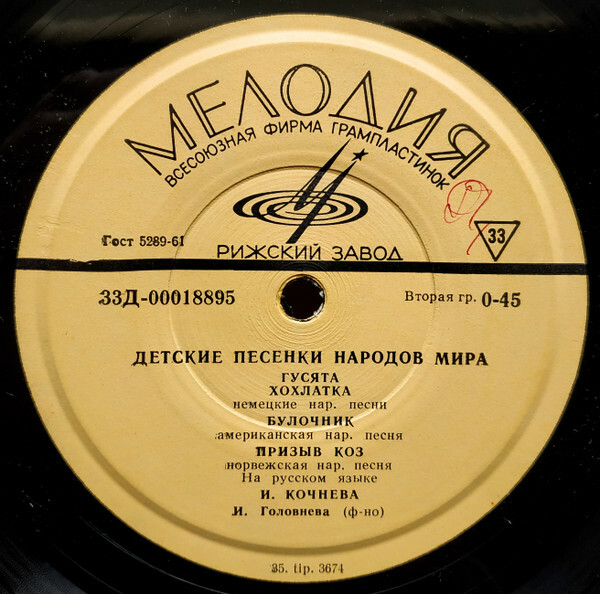 МЕЛОДИЯ
ВСЕСОЮЗНАЯ ФИРМА ГРАМПЛАСТИНОК
33
Гост 5289-61
РИЖСКИЙ ЗАВОД
33Д-00018895
Вторая гр. 0-45
ДЕТСКИЕ ПЕСЕНКИ НАРОДОВ МИРА
ГУСЯТА
ХОХЛАТКА
немецкие нар. песни
БУЛОЧНИК
американская нар. песня
ПРИЗЫВ КОЗ
норвежская нар. песня
На русском языке
И. КОЧНЕВА
И. Головнева (ф-но)
35. tip. 3674